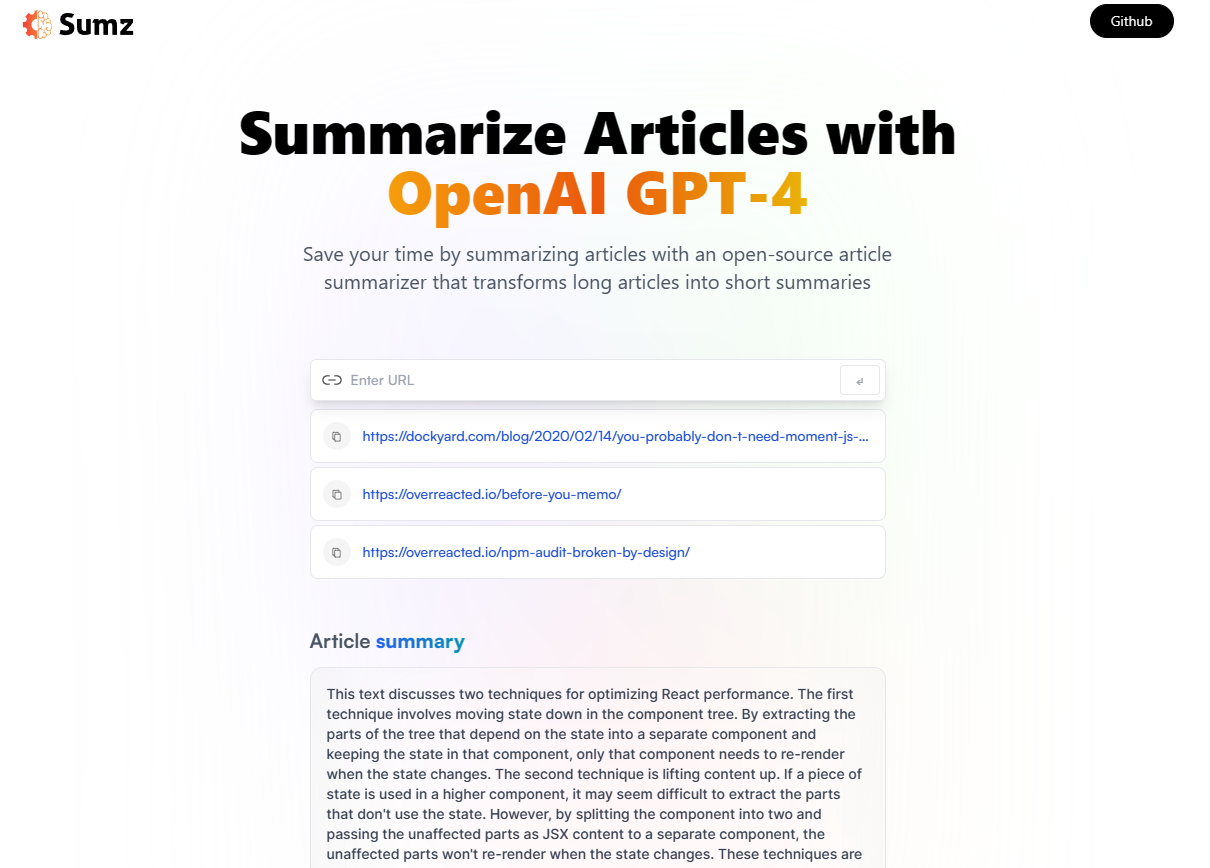 Sumz
Github
Summarize Articles with
OpenAI GPT-4
Save your time by summarizing articles with an open-source article
summarizer that transforms long articles into short summaries
Enter URL
https://dockyard.com/blog/2020/02/14/you-probably-don-t-need-moment-js-...
https://overreacted.io/before-you-memo/
https://overreacted.io/npm-audit-broken-by-design/
Article summary
This text discusses two techniques for optimizing React performance. The first
technique involves moving state down in the component tree. By extracting the
parts of the tree that depend on the state into a separate component and
keeping the state in that component, only that component needs to re-render
when the state changes. The second technique is lifting content up. If a piece of
state is used in a higher component, it may seem difficult to extract the parts
that don't use the state. However, by splitting the component into two and
passing the unaffected parts as JSX content to a separate component, the
unaffected parts won't re-render when the state changes. These techniques are